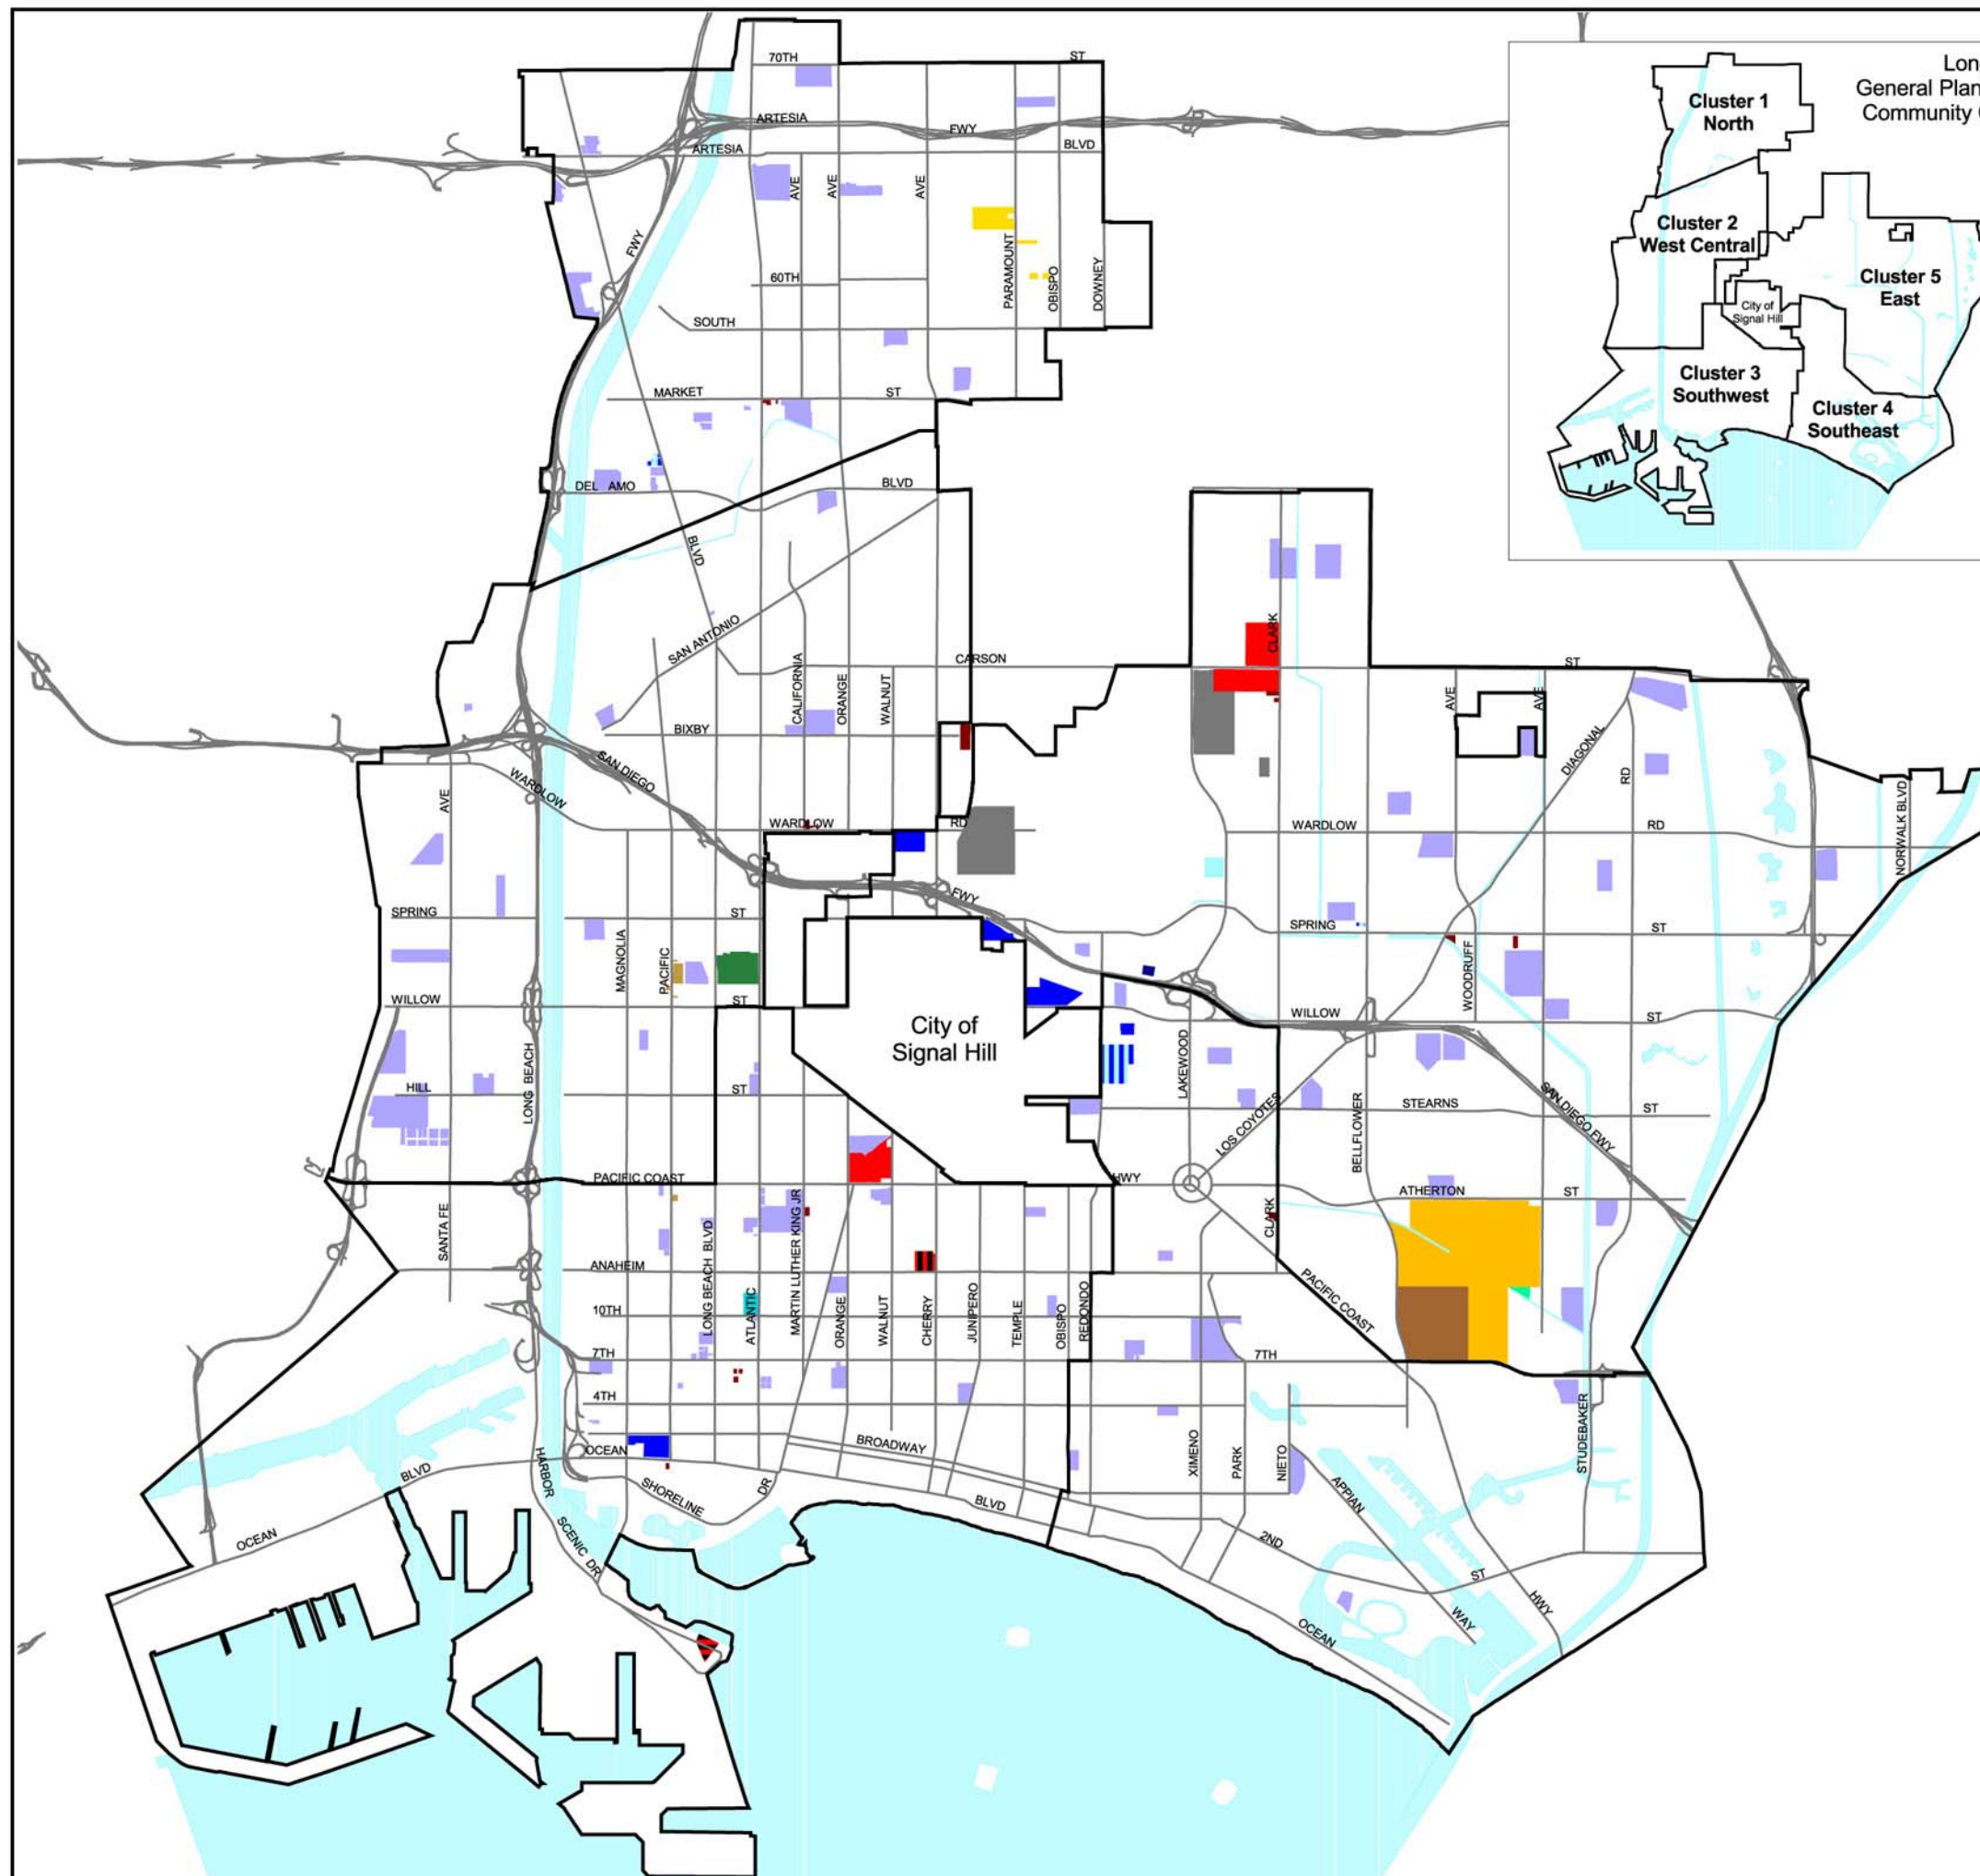 70TH
ST
ARTESIA
FWY
ARTESIA
BLVD
AVE
AVE
AVE
FWY
PARAMOUNT
OBISPO
DOWNEY
60TH
SOUTH
MARKET
ST
DEL AMO
BLVD
BLVD
Lon
General Plan
Community
Cluster 1
North
Cluster 2
West Central
Cluster 5
East
City of
Signal Hill
Cluster 3
Southwest
Cluster 4
Southeast
SAN ANTONIO
CLARK
CARSON
ST
CALIFORNIA
ORANGE
WALNUT
AVE
AVE
BIXBY
DIAGONAL
RD
SAN DIEGO
WARDLOW
AVE
WARDLOW
RD
WARDLOW
RD
NORWALK BLVD
FWY
SPRING
ST
SPRING
ST
MAGNOLIA
PACIFIC
WOODRUFF
WILLOW
ST
WILLOW
ST
City of
Signal Hill
LONG BEACH
LAKEWOOD
HILL
ST
LOS COYOTES
BELLFLOWER
STEARNS
SAN DIEGO FWY
ST
PACIFIC COAST
HWY
ATHERTON
ST
SANTA FE
LONG BEACH BLVD
MARTIN LUTHER KING JR
CLARK
ANAHEIM
PACIFIC COAST
10TH
ATLANTIC
ORANGE
WALNUT
CHERRY
JUNIPERO
TEMPLE
OBISPO
REDONDO
7TH
7TH
4TH
STUDEBAKER
OCEAN
BROADWAY
XIMENO
PARK
NIETO
BLVD
HARBOR
SHORELINE
DR
BLVD
APPIAN
OCEAN
SCENIC DR
2ND
ST
HWY
WAY
OCEAN